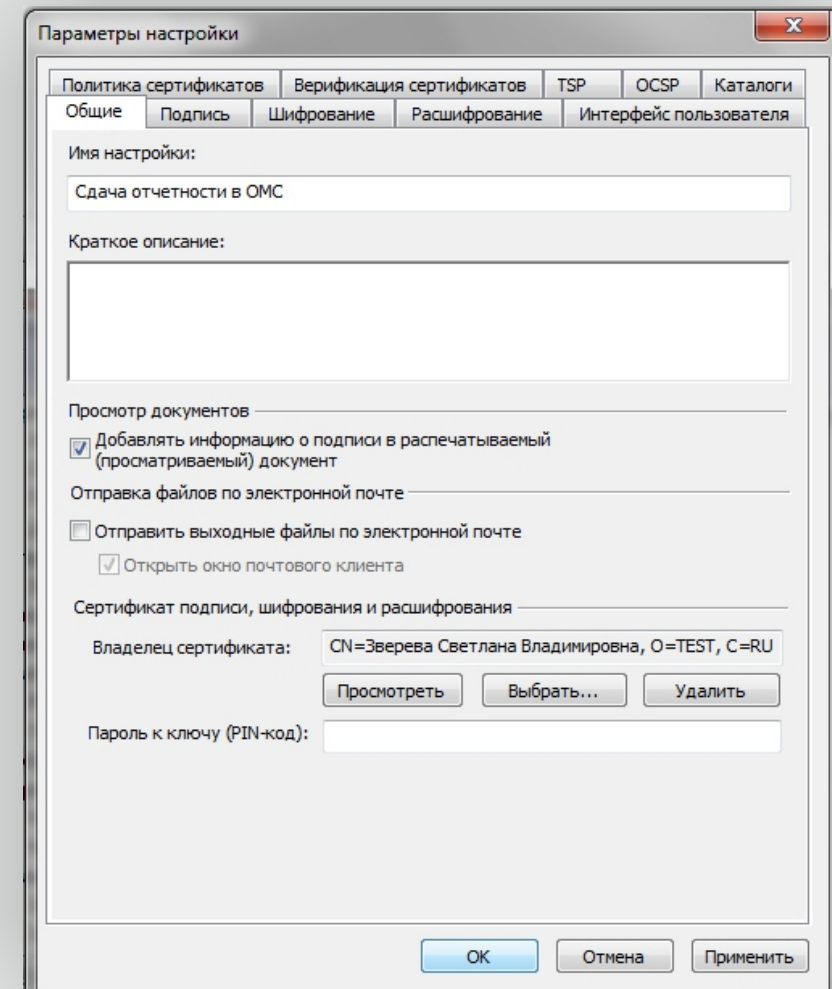 Параметры настройки
Политика сертификатов
Верификация сертификатов
TSP
OCSP
Каталоги
Общие
Подпись
Шифрование
Расшифрование
Интерфейс пользователя
Имя настройки:
Сдача отчетности в ОМС
Краткое описание:
Просмотр документов
Добавлять информацию о подписи в распечатываемый
(просматриваемый) документ
Отправка файлов по электронной почте
Отправить выходные файлы по электронной почте
Открыть окно почтового клиента
Сертификат подписи, шифрования и расшифрования
Владелец сертификата:
CN=Зверева Светлана Владимировна, O=TEST, C=RU
Просмотреть
Выбрать...
Удалить
Пароль к ключу (PIN-код):
OK
Отмена
Применить